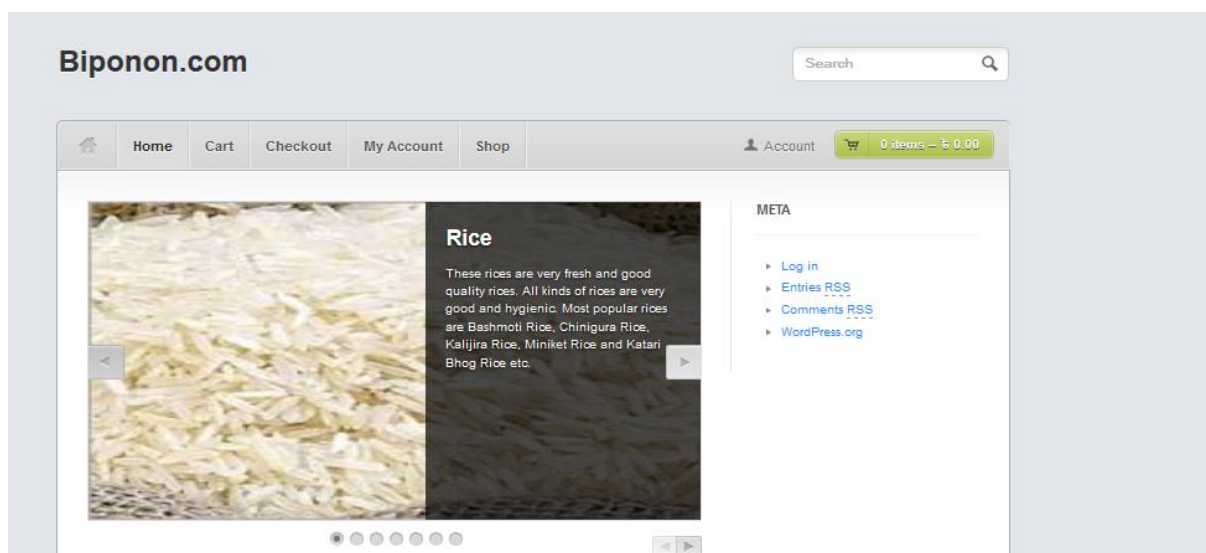 Biponon.com
Search
Home Cart Checkout My Account Shop
Account
0 items – ৳ 0.00
Rice
These rices are very fresh and good
quality rices. All kinds of rices are very
good and hygienic. Most popular rices
are Bashmoti Rice, Chinigura Rice,
Kalijira Rice, Miniket Rice and Katari
Bhog Rice etc.
META
Log in
Entries RSS
Comments RSS
WordPress.org